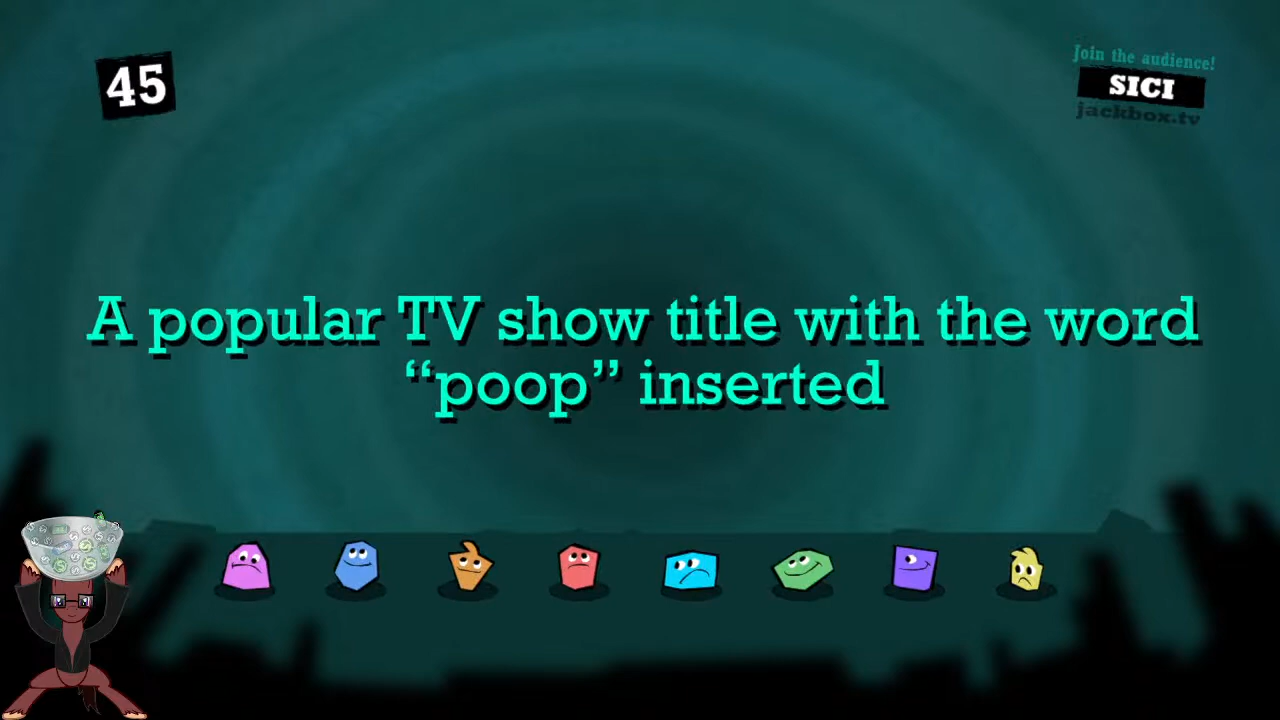 45
Join the audience!
SICI
jackbox.tv
A popular TV show title with the word
“poop” inserted